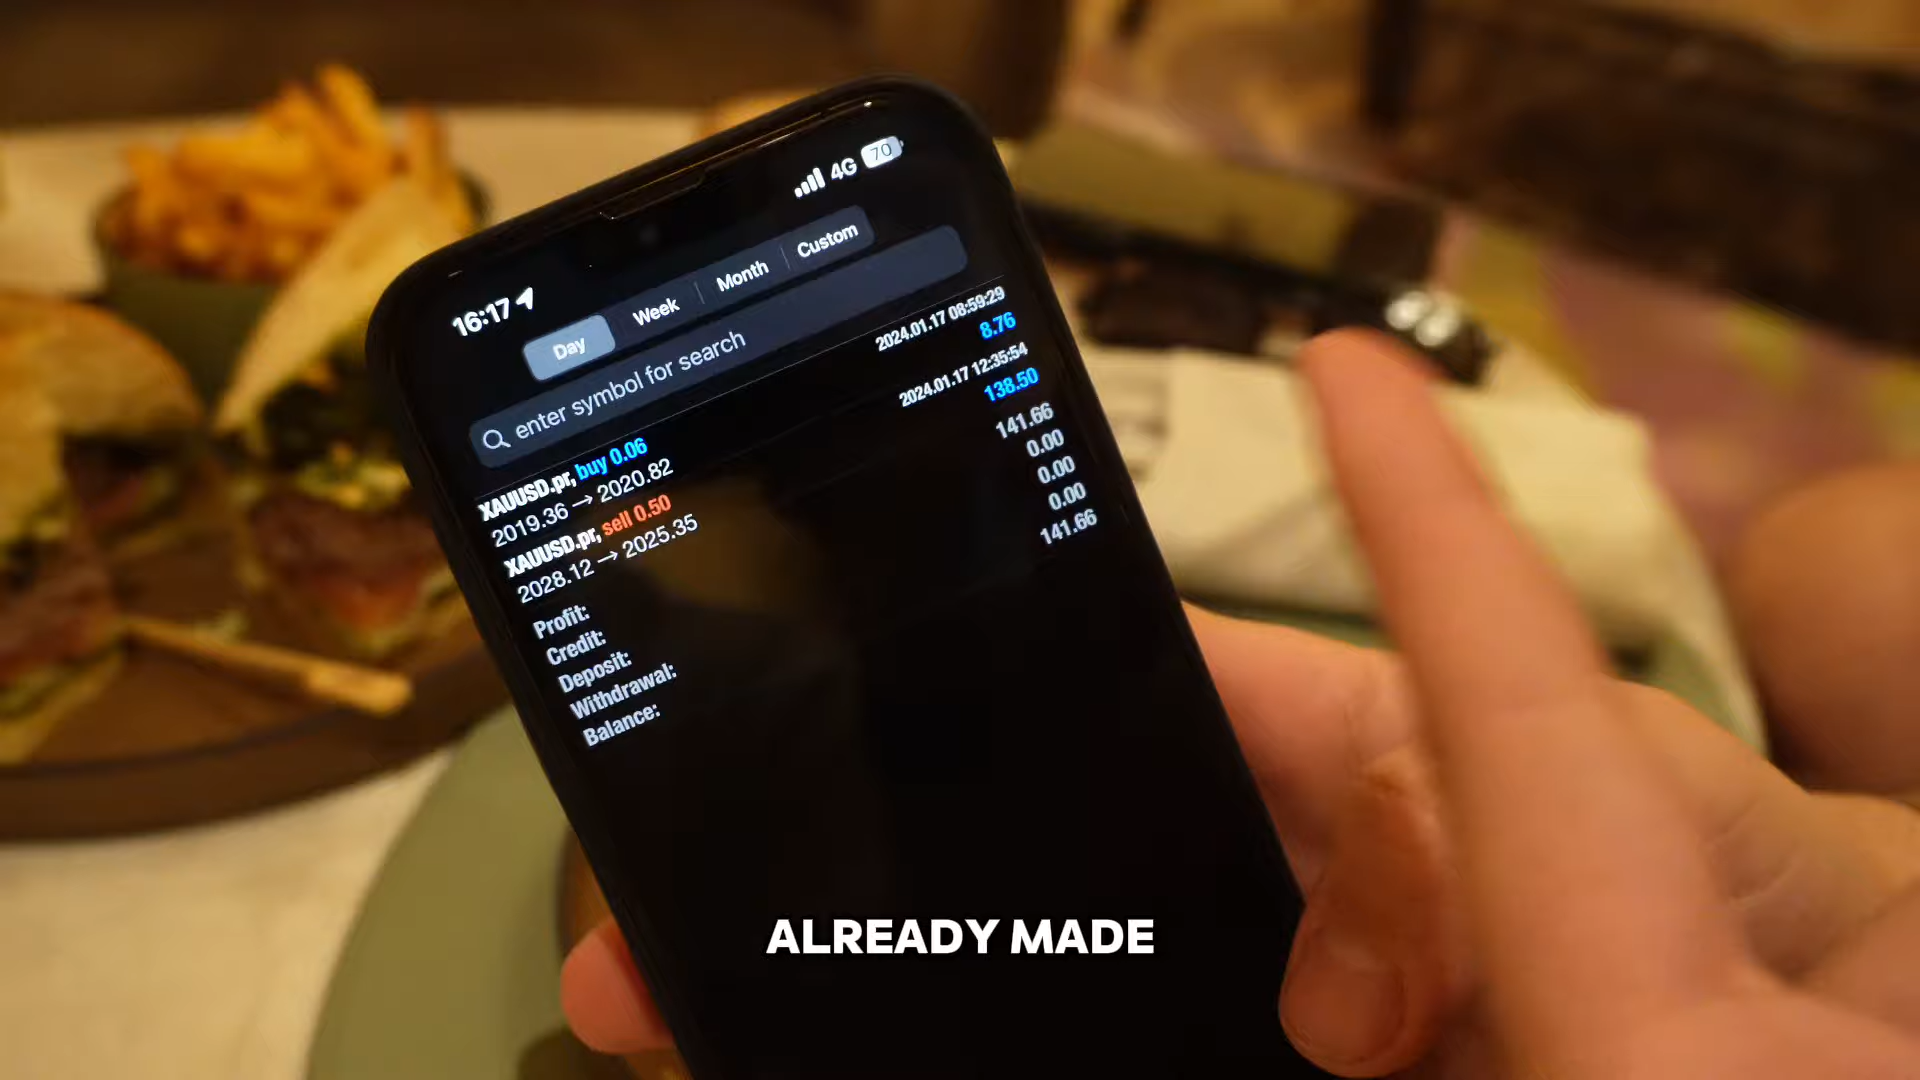 16:17
4G 70
Day Week Month Custom
enter symbol for search
XAUUSD.pr, buy 0.06 2024.01.17 08:59:29
2019.36 → 2020.82 8.76
XAUUSD.pr, sell 0.50 2024.01.17 12:35:54
2028.12 → 2025.35 138.50
Profit: 141.66
Credit: 0.00
Deposit: 0.00
Withdrawal: 0.00
Balance: 141.66
ALREADY MADE